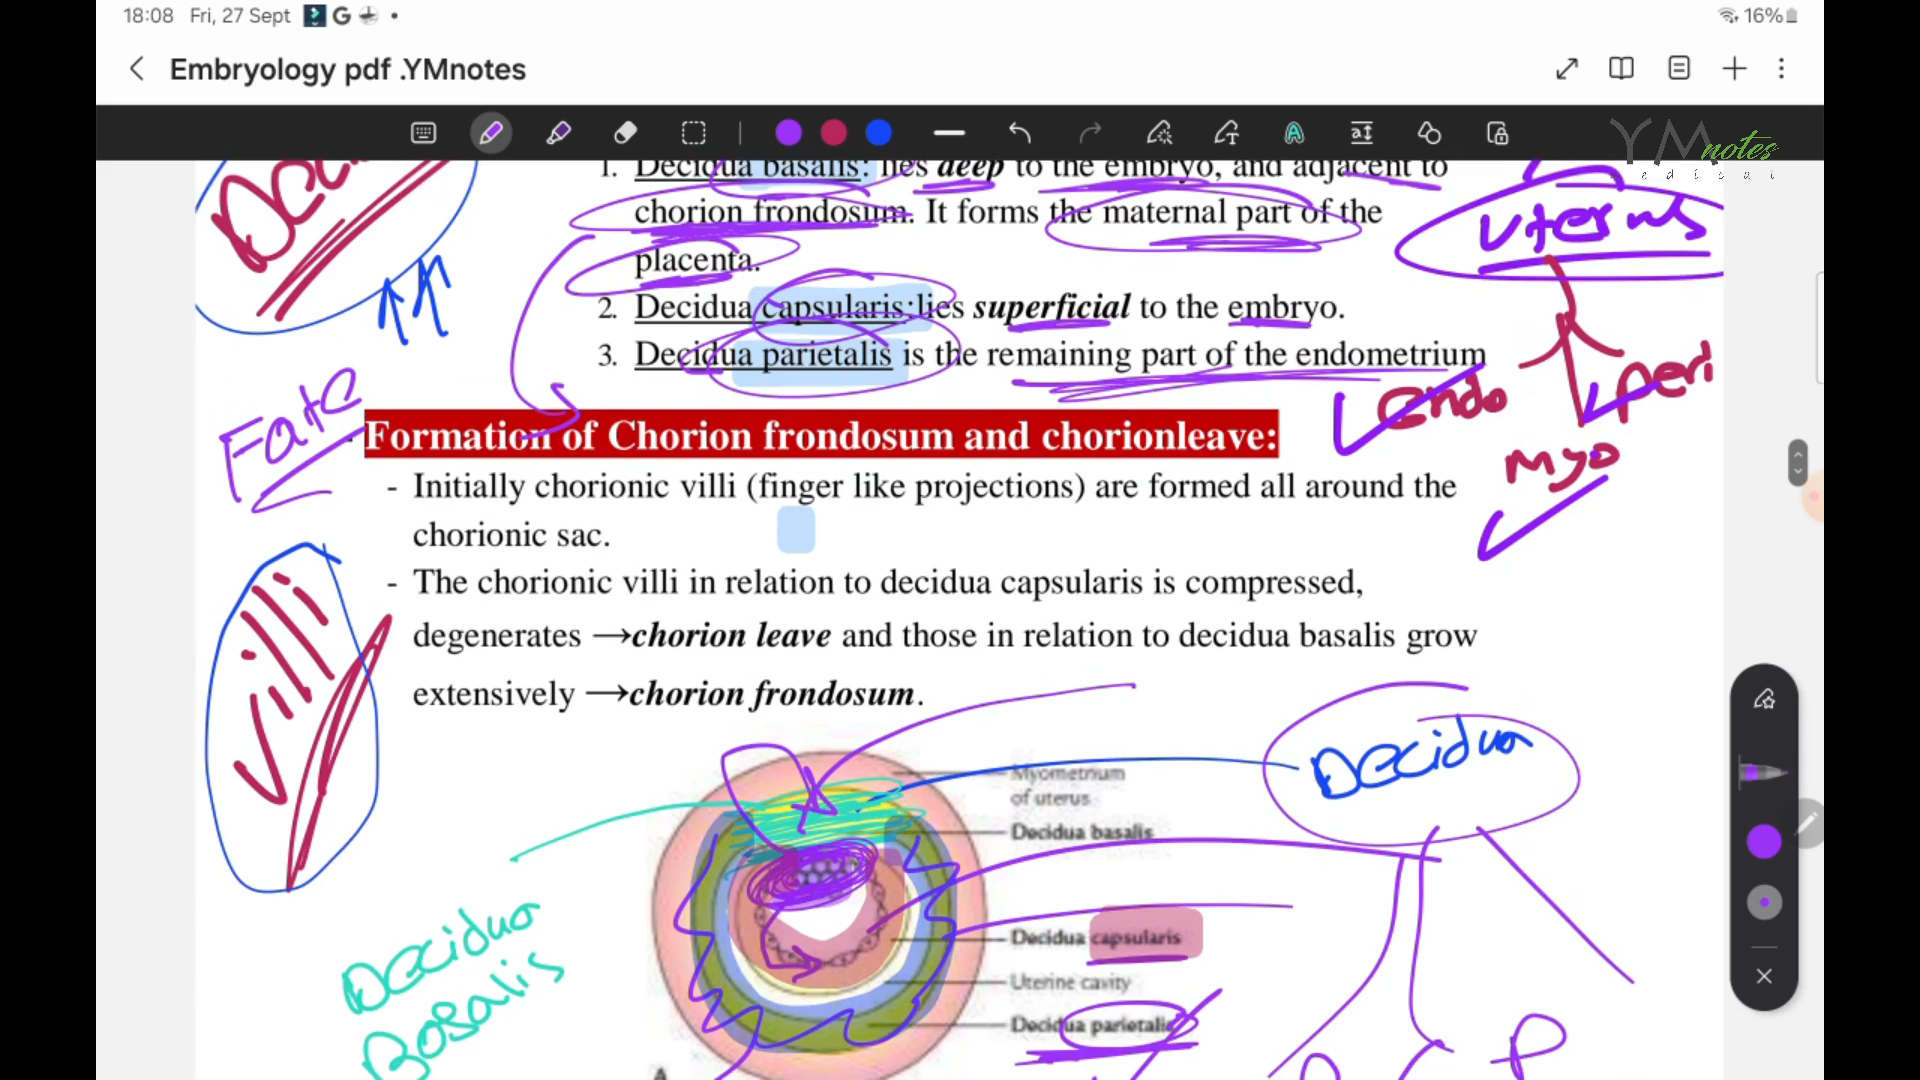 18:08 Fri, 27 Sept G 16%
Embryology pdf .YMnotes
YMnotes
medical
1. Decidua basalis: lies deep to the embryo, and adjacent to
chorion frondosum. It forms the maternal part of the
placenta.
2. Decidua capsularis: lies superficial to the embryo.
3. Decidua parietalis is the remaining part of the endometrium
Uterus
Endo
peri
Myo
Fate
Formation of Chorion frondosum and chorionleave:
- Initially chorionic villi (finger like projections) are formed all around the
chorionic sac.
- The chorionic villi in relation to decidua capsularis is compressed,
degenerates →chorion leave and those in relation to decidua basalis grow
extensively →chorion frondosum.
villi
Decidua
Myometrium
of uterus
Decidua basalis
Decidua capsularis
Uterine cavity
Decidua parietalis
Decidua
Basalis
P
A